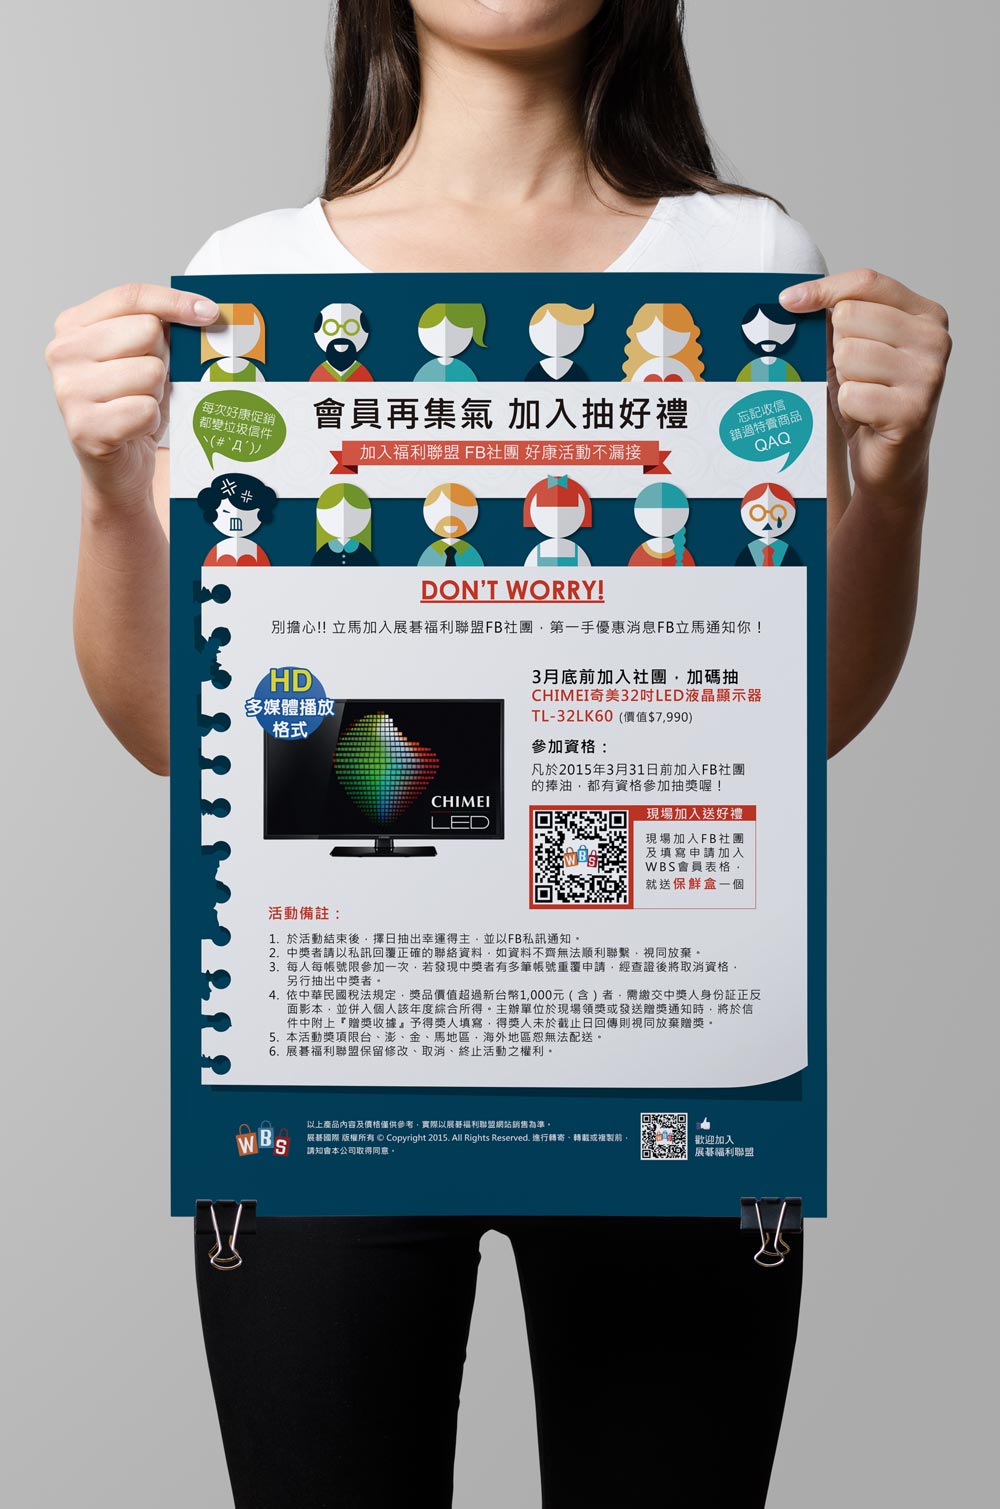 每次好康促銷
都變垃圾信件
ヽ(#`Д´)ﾉ
會員再集氣 加入抽好禮
加入福利聯盟 FB社團 好康活動不漏接
忘記收信
錯過特賣商品
QAQ
皿
DON'T WORRY!
別擔心!! 立馬加入展碁福利聯盟FB社團，第一手優惠消息FB立馬通知你！
HD
多媒體播放
格式
CHIMEI
LED
3月底前加入社團，加碼抽
CHIMEI奇美32吋LED液晶顯示器
TL-32LK60 (價值$7,990)
參加資格：
凡於2015年3月31日前加入FB社團
的捧油，都有資格參加抽獎喔！
WBS
現場加入送好禮
現場加入FB社團
及填寫申請加入
WBS會員表格，
就送保鮮盒一個
活動備註：
1. 於活動結束後，擇日抽出幸運得主，並以FB私訊通知。
2. 中獎者請以私訊回覆正確的聯絡資料，如資料不齊無法順利聯繫，視同放棄。
3. 每人每帳號限參加一次，若發現中獎者有多筆帳號重覆申請，經查證後將取消資格，
另行抽出中獎者。
4. 依中華民國稅法規定，獎品價值超過新台幣1,000元（含）者，需繳交中獎人身份証正反
面影本，並併入個人該年度綜合所得。主辦單位於現場領獎或發送贈獎通知時，將於信
件中附上『贈獎收據』予得獎人填寫，得獎人未於截止日回傳則視同放棄贈獎。
5. 本活動獎項限台、澎、金、馬地區，海外地區恕無法配送。
6. 展碁福利聯盟保留修改、取消、終止活動之權利。
WBS
以上產品內容及價格僅供參考，實際以展碁福利聯盟網站銷售為準。
展碁國際 版權所有 © Copyright 2015. All Rights Reserved. 進行轉寄、轉載或複製前，
請知會本公司取得同意。
WBS
歡迎加入
展碁福利聯盟